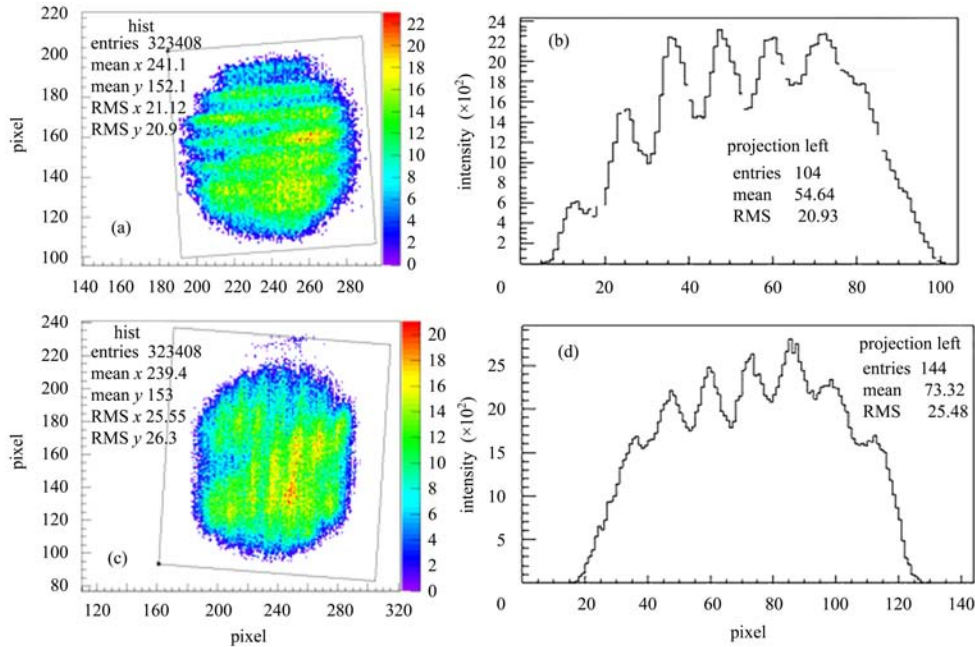 220
200
180
160
140
120
100
pixel
hist
entries 323408
mean x 241.1
mean y 152.1
RMS x 21.12
RMS y 20.9
(a)
140 160 180 200 220 240 260 280
22
20
18
16
14
12
10
8
6
4
2
0
24
22
20
18
16
14
12
10
8
6
4
2
intensity (×10²)
(b)
projection left
entries 104
mean 54.64
RMS 20.93
0 20 40 60 80 100
240
220
200
180
160
140
120
100
80
pixel
hist
entries 323408
mean x 239.4
mean y 153
RMS x 25.55
RMS y 26.3
(c)
110 120 160 200 240 280 320
pixel
20
18
16
14
12
10
8
6
4
2
0
25
20
15
10
25
intensity (×10²)
(d)
projection left
entries 144
mean 73.32
RMS 25.48
0 20 40 60 80 100 120 140
pixel